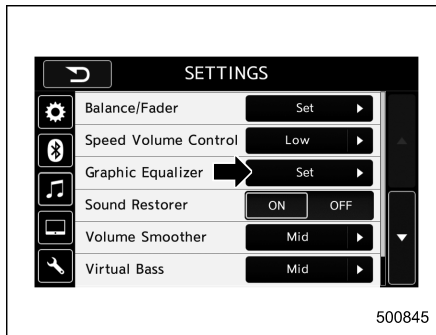 SETTINGS
Balance/Fader Set
Speed Volume Control Low
Graphic Equalizer Set
Sound Restorer ON OFF
Volume Smoother Mid
Virtual Bass Mid
500845